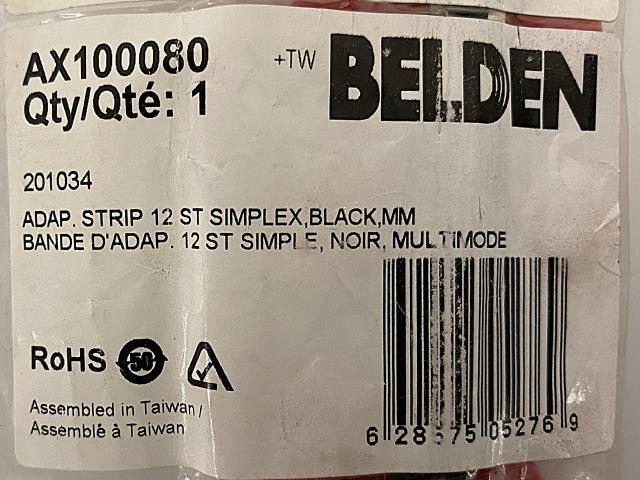 AX100080 +TW BELDEN
Qty/Qté: 1
201034
ADAP. STRIP 12 ST SIMPLEX,BLACK,MM
BANDE D'ADAP. 12 ST SIMPLE, NOIR, MULTIMODE
RoHS 50
Assembled in Taiwan /
Assemblé à Taiwan
6 28575 05276 9